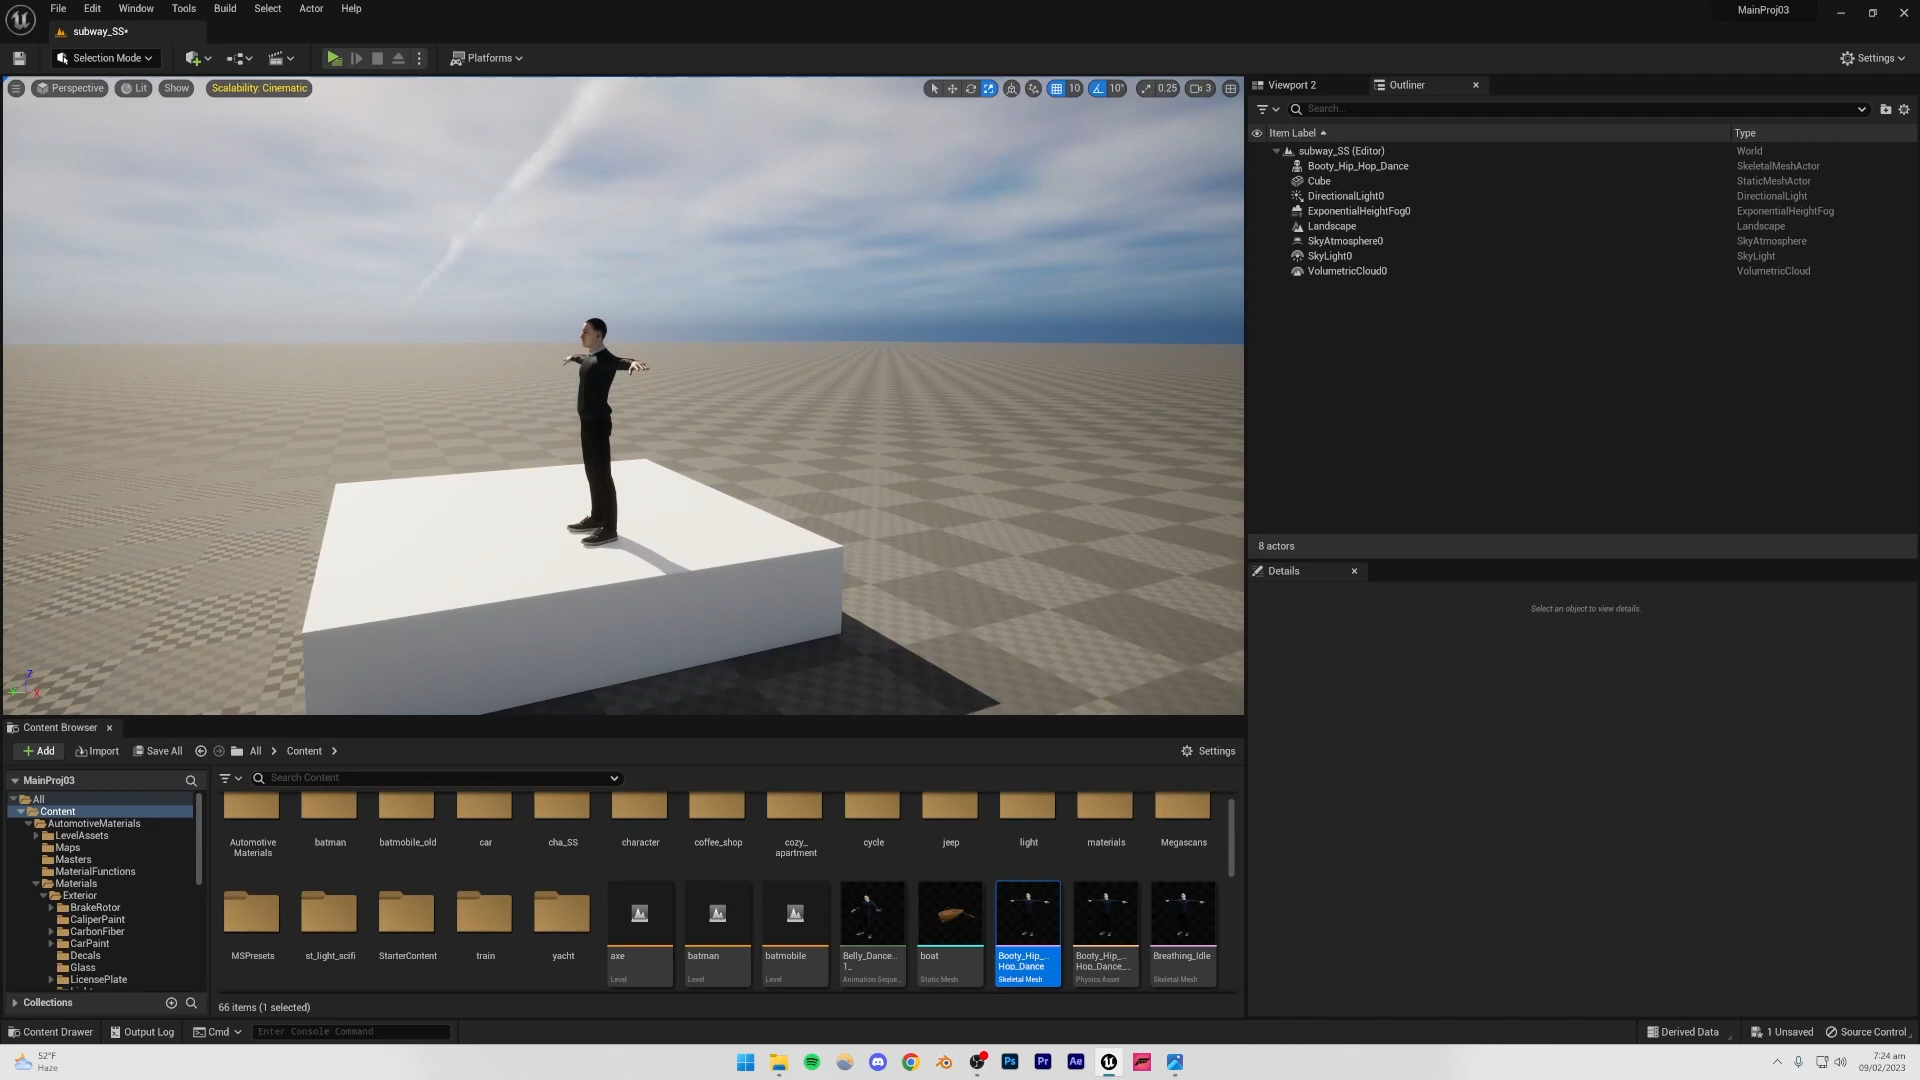 File Edit Window Tools Build Select Actor Help
MainProj03
subway_SS*
Selection Mode
Platforms
Settings
Perspective Lit Show Scalability: Cinematic
10 10° 0.25 3
Viewport 2 Outliner
Search...
Item Label Type
subway_SS (Editor) World
Booty_Hip_Hop_Dance SkeletalMeshActor
Cube StaticMeshActor
DirectionalLight0 DirectionalLight
ExponentialHeightFog0 ExponentialHeightFog
Landscape Landscape
SkyAtmosphere0 SkyAtmosphere
SkyLight0 SkyLight
VolumetricCloud0 VolumetricCloud
8 actors
Details
Select an object to view details.
Z
X
Content Browser
Add Import Save All All Content Settings
MainProj03
Search Content
All
Content
AutomotiveMaterials
LevelAssets
Maps
Masters
MaterialFunctions
Materials
Exterior
BrakeRotor
CaliperPaint
CarbonFiber
CarPaint
Decals
Glass
LicensePlate
Collections
Automotive
Materials
batman
batmobile_old
car
cha_SS
character
coffee_shop
cozy_
apartment
cycle
jeep
light
materials
Megascans
MSPresets
st_light_scifi
StarterContent
train
yacht
axe
Level
batman
Level
batmobile
Level
Belly_Dance...
1_
Animation Seque...
boat
Static Mesh
Booty_Hip_...
Hop_Dance
Skeletal Mesh
Booty_Hip_...
Hop_Dance_...
Physics Asset
Breathing_Idle
Skeletal Mesh
66 items (1 selected)
Content Drawer Output Log Cmd Enter Console Command
Derived Data 1 Unsaved Source Control
52°F
Haze
Ps Pr Ae
7:24 am
09/02/2023